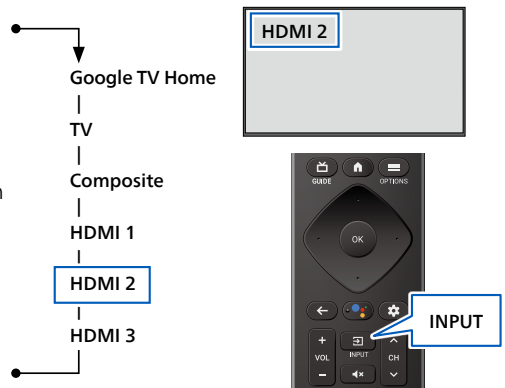 HDMI 2
Google TV Home
TV
Composite
n
HDMI 1
HDMI 2
HDMI 3
GUIDE
OPTIONS
OK
+
VOL
−
INPUT
CH
INPUT